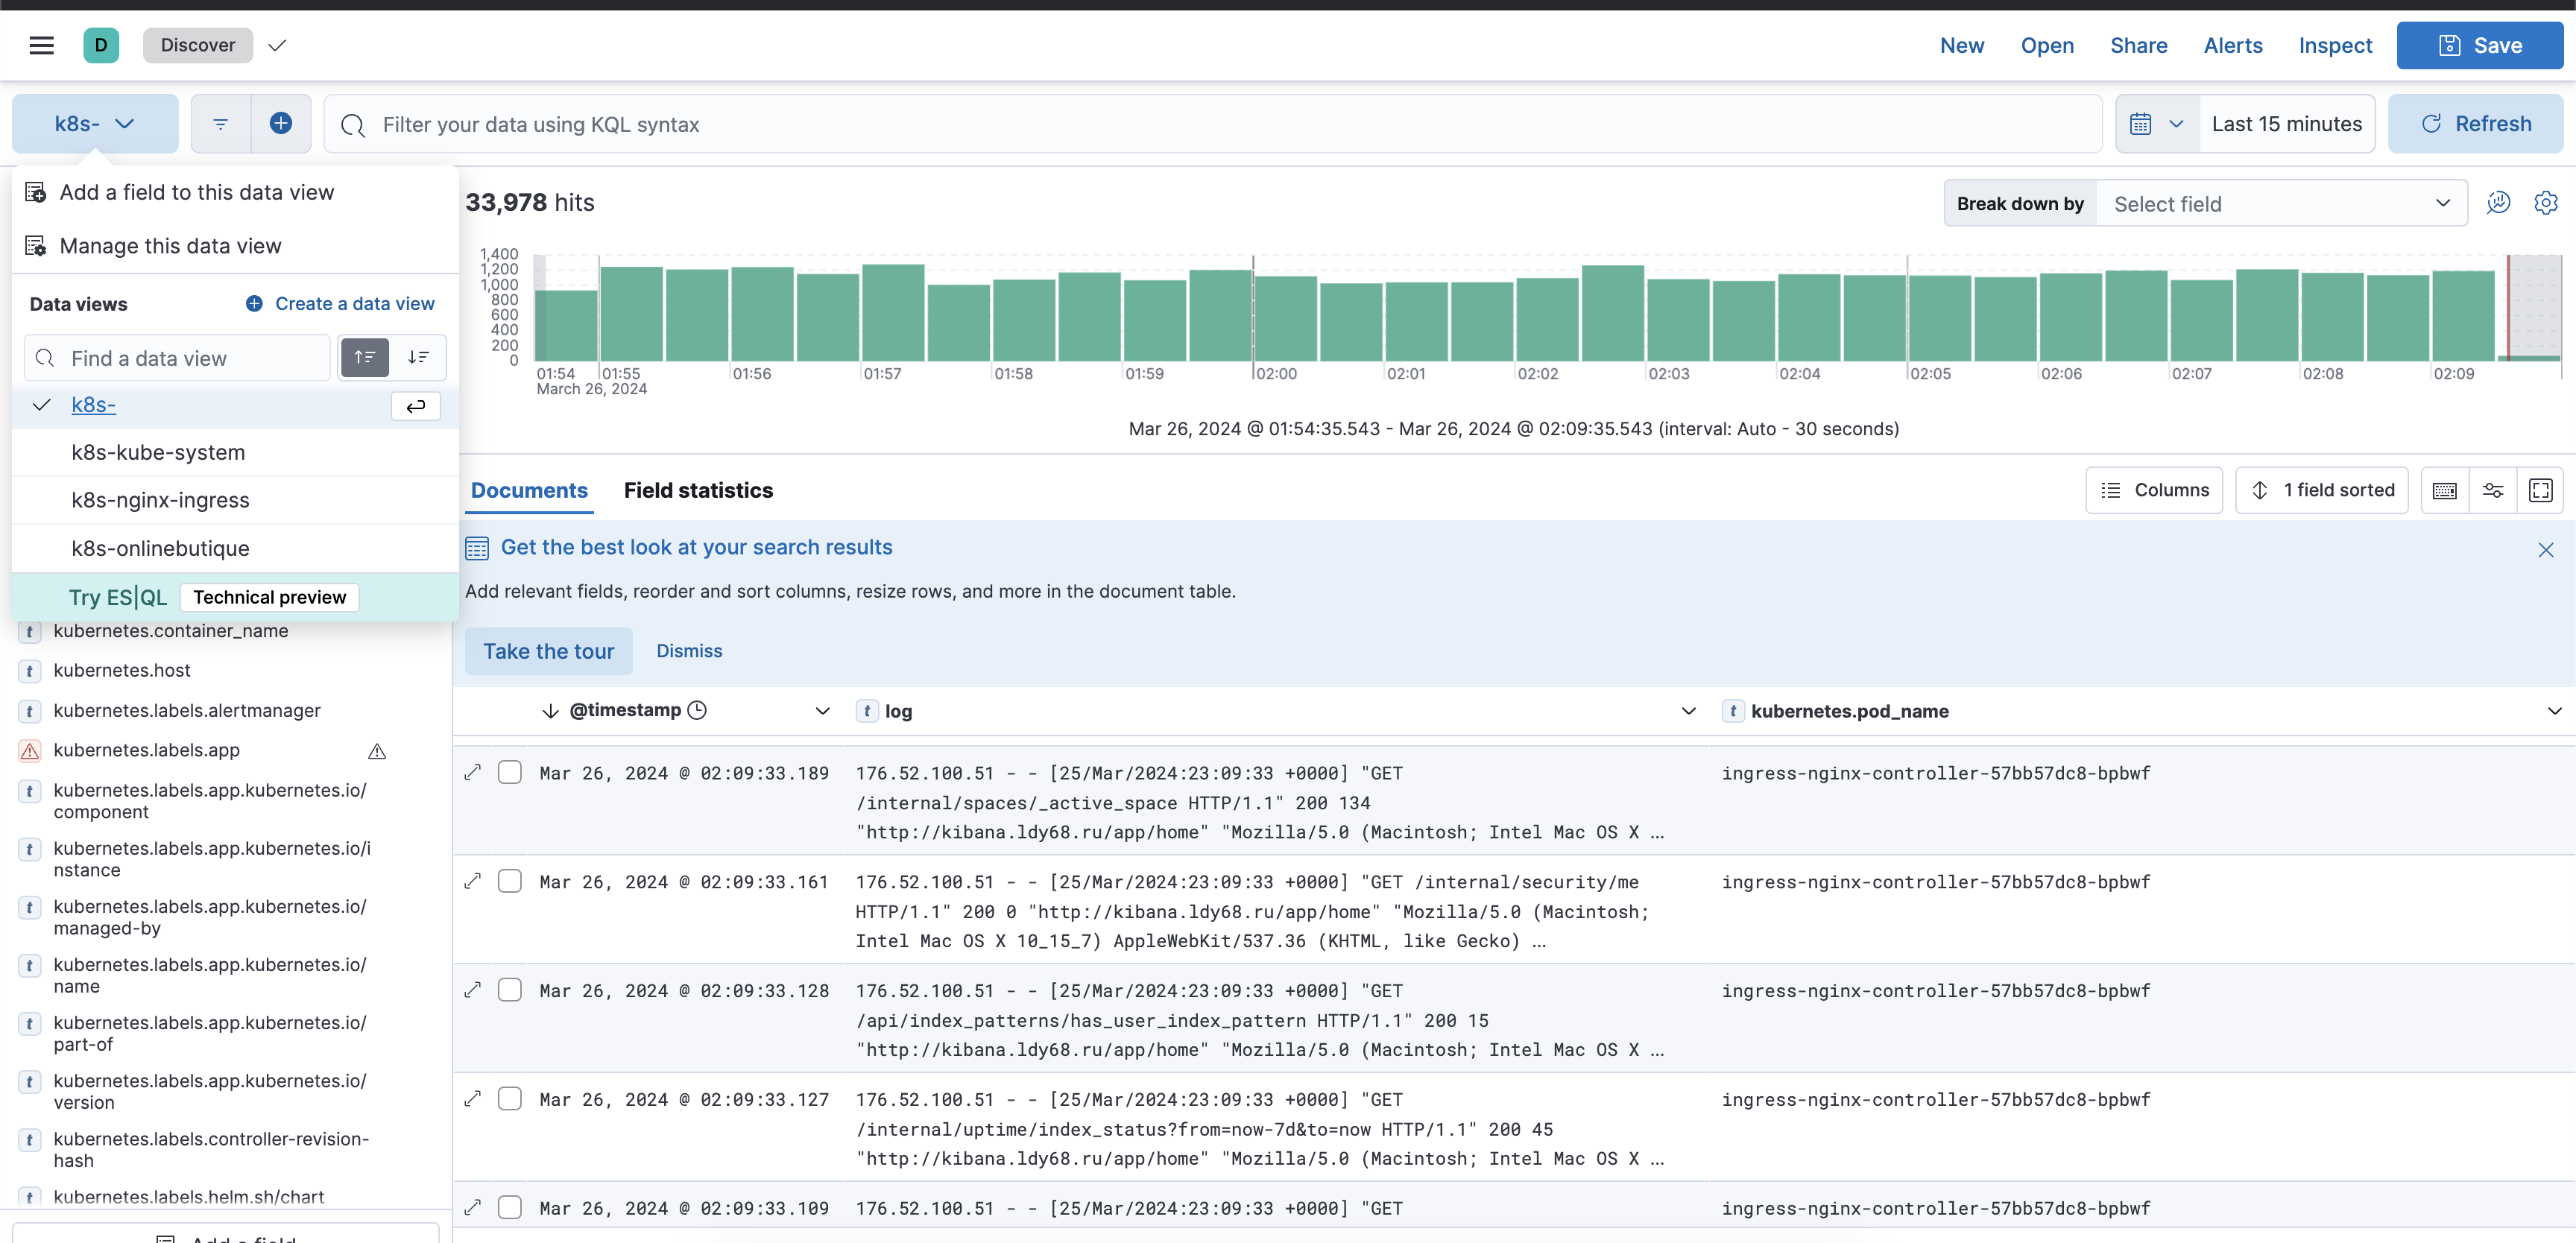 D Discover New Open Share Alerts Inspect Save
k8s- Filter your data using KQL syntax Last 15 minutes Refresh
Add a field to this data view
Manage this data view
Data views Create a data view
Find a data view
k8s-
k8s-kube-system
k8s-nginx-ingress
k8s-onlinebutique
Try ES|QL Technical preview
t kubernetes.container_name
t kubernetes.host
t kubernetes.labels.alertmanager
kubernetes.labels.app
t kubernetes.labels.app.kubernetes.io/
component
t kubernetes.labels.app.kubernetes.io/i
nstance
t kubernetes.labels.app.kubernetes.io/
managed-by
t kubernetes.labels.app.kubernetes.io/
name
t kubernetes.labels.app.kubernetes.io/
part-of
t kubernetes.labels.app.kubernetes.io/
version
t kubernetes.labels.controller-revision-
hash
t kubernetes.labels.helm.sh/chart
Add a field
33,978 hits Break down by Select field
1,400
1,200
1,000
800
600
400
200
0
01:54 01:55 01:56 01:57 01:58 01:59 02:00 02:01 02:02 02:03 02:04 02:05 02:06 02:07 02:08 02:09
March 26, 2024
Mar 26, 2024 @ 01:54:35.543 - Mar 26, 2024 @ 02:09:35.543 (interval: Auto - 30 seconds)
Documents Field statistics Columns 1 field sorted
Get the best look at your search results
Add relevant fields, reorder and sort columns, resize rows, and more in the document table.
Take the tour Dismiss
@timestamp t log t kubernetes.pod_name
Mar 26, 2024 @ 02:09:33.189 176.52.100.51 - - [25/Mar/2024:23:09:33 +0000] "GET ingress-nginx-controller-57bb57dc8-bpbwf
/internal/spaces/_active_space HTTP/1.1" 200 134
"http://kibana.ldy68.ru/app/home" "Mozilla/5.0 (Macintosh; Intel Mac OS X ...
Mar 26, 2024 @ 02:09:33.161 176.52.100.51 - - [25/Mar/2024:23:09:33 +0000] "GET /internal/security/me ingress-nginx-controller-57bb57dc8-bpbwf
HTTP/1.1" 200 0 "http://kibana.ldy68.ru/app/home" "Mozilla/5.0 (Macintosh;
Intel Mac OS X 10_15_7) AppleWebKit/537.36 (KHTML, like Gecko) ...
Mar 26, 2024 @ 02:09:33.128 176.52.100.51 - - [25/Mar/2024:23:09:33 +0000] "GET ingress-nginx-controller-57bb57dc8-bpbwf
/api/index_patterns/has_user_index_pattern HTTP/1.1" 200 15
"http://kibana.ldy68.ru/app/home" "Mozilla/5.0 (Macintosh; Intel Mac OS X ...
Mar 26, 2024 @ 02:09:33.127 176.52.100.51 - - [25/Mar/2024:23:09:33 +0000] "GET ingress-nginx-controller-57bb57dc8-bpbwf
/internal/uptime/index_status?from=now-7d&to=now HTTP/1.1" 200 45
"http://kibana.ldy68.ru/app/home" "Mozilla/5.0 (Macintosh; Intel Mac OS X ...
Mar 26, 2024 @ 02:09:33.109 176.52.100.51 - - [25/Mar/2024:23:09:33 +0000] "GET ingress-nginx-controller-57bb57dc8-bpbwf